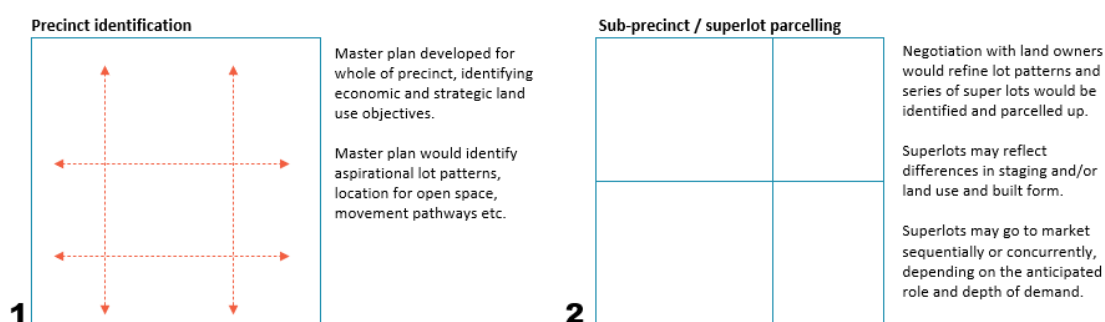 Precinct identification
Master plan developed for
whole of precinct, identifying
economic and strategic land
use objectives.
Master plan would identify
aspirational lot patterns,
location for open space,
movement pathways etc.
1
Sub-precinct / superlot parcelling
Negotiation with land owners
would refine lot patterns and
series of super lots would be
identified and parcelled up.
Superlots may reflect
differences in staging and/or
land use and built form.
Superlots may go to market
sequentially or concurrently,
depending on the anticipated
role and depth of demand.
2